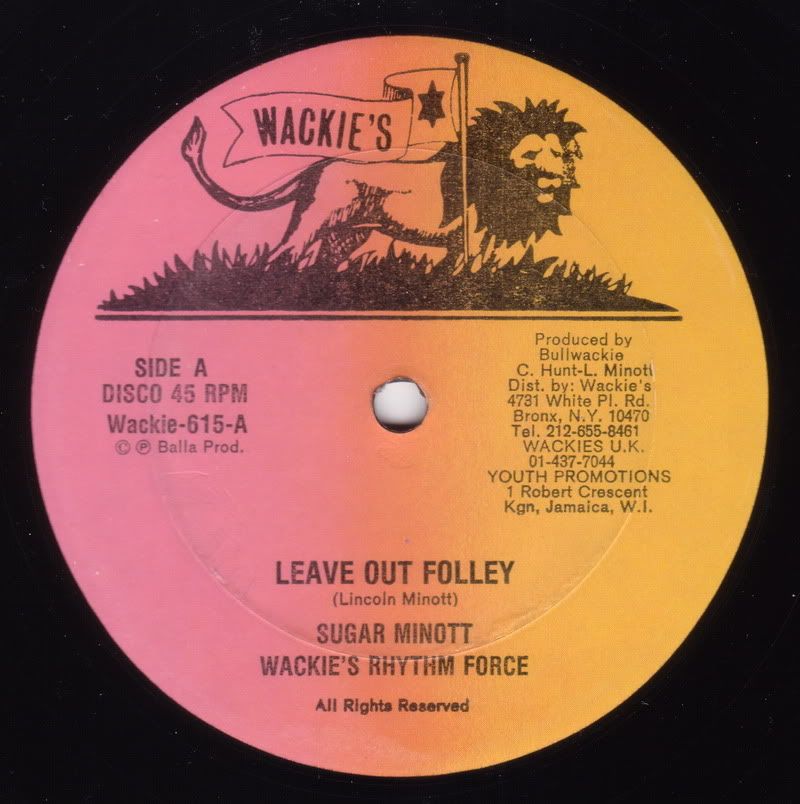 WACKIE'S
SIDE A
DISCO 45 RPM
Wackie-615-A
© ℗ Balla Prod.
Produced by
Bullwackie
C. Hunt-L. Minott
Dist. by: Wackie's
4731 White Pl. Rd.
Bronx, N.Y. 10470
Tel. 212-655-8461
WACKIES U.K.
01-437-7044
YOUTH PROMOTIONS
1 Robert Crescent
Kgn, Jamaica, W.I.
LEAVE OUT FOLLEY
(Lincoln Minott)
SUGAR MINOTT
WACKIE'S RHYTHM FORCE
All Rights Reserved